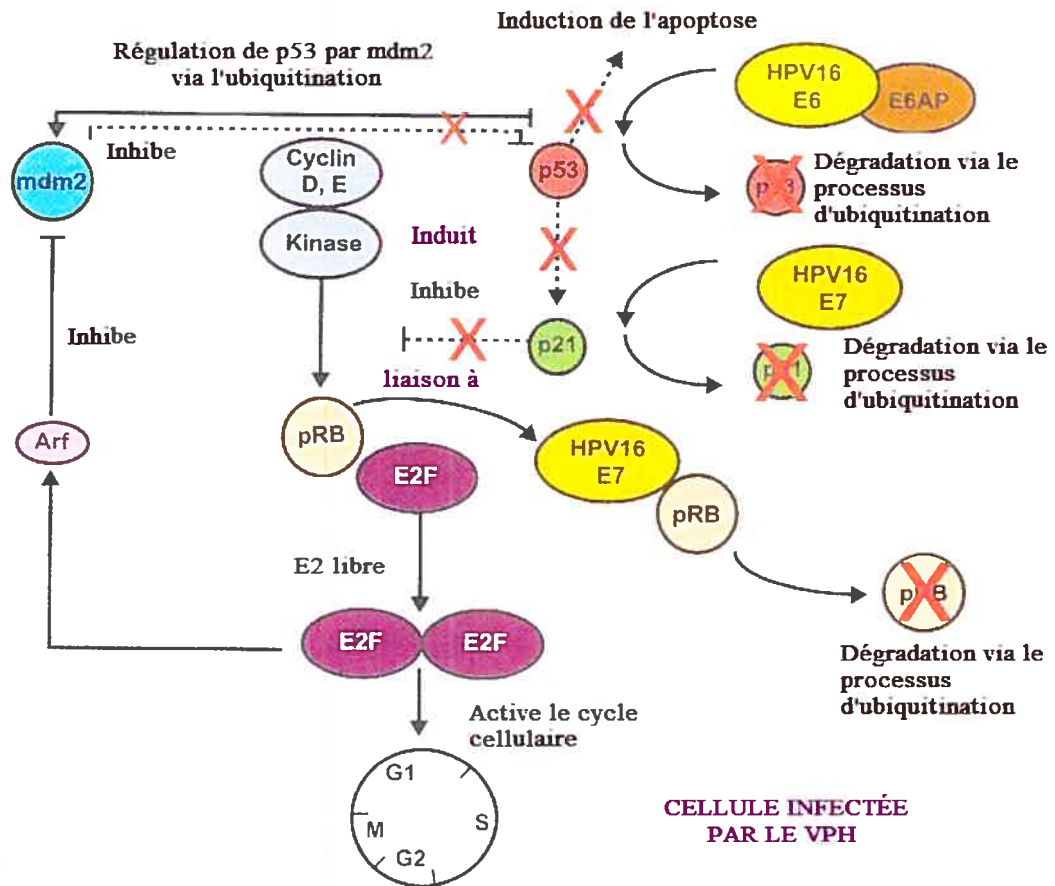 Induction de l'apoptose
Régulation de p53 par mdm2
via l'ubiquitination
HPV16
E6
E6AP
Inhibe
mdm2
Cyclin
D, E
Kinase
p53
Dégradation via le
processus
d'ubiquitination
Induit
Inhibe
p21
HPV16
E7
Dégradation via le
processus
d'ubiquitination
Inhibe
liaison à
Arf
pRB
E2F
HPV16
E7
pRB
E2 libre
E2F
E2F
Dégradation via le
processus
d'ubiquitination
Active le cycle
cellulaire
G1
S
M
G2
CELLULE INFECTÉE
PAR LE VPH